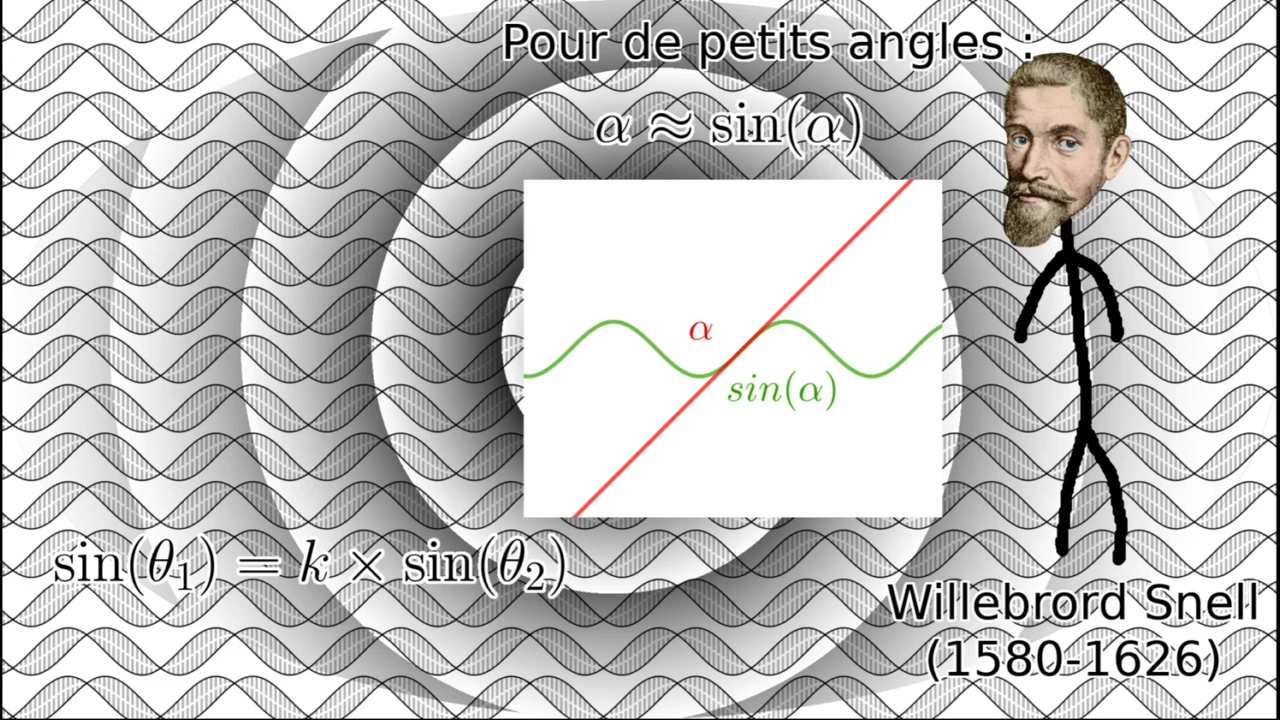 Pour de petits angles :
α ≈ sin(α)
α
sin(α)
sin(θ₁) = k × sin(θ₂)
Willebrord Snell
(1580-1626)